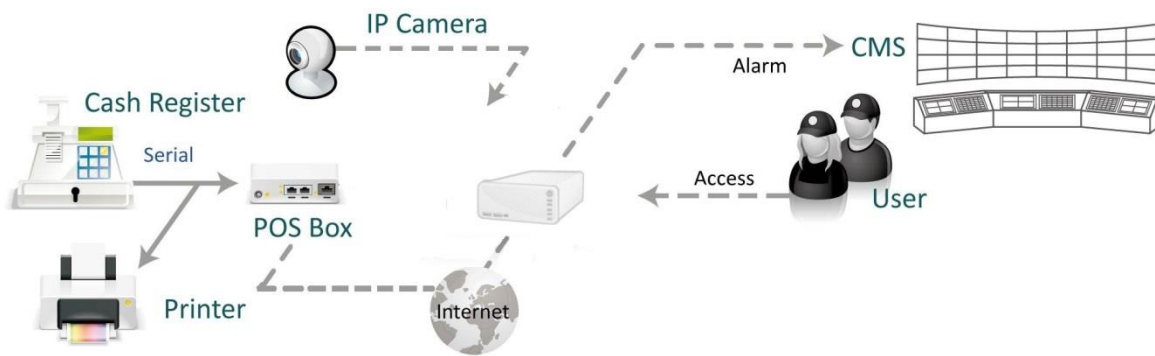 IP Camera
CMS
Alarm
Cash Register
Serial
Access
User
POS Box
Printer
Internet